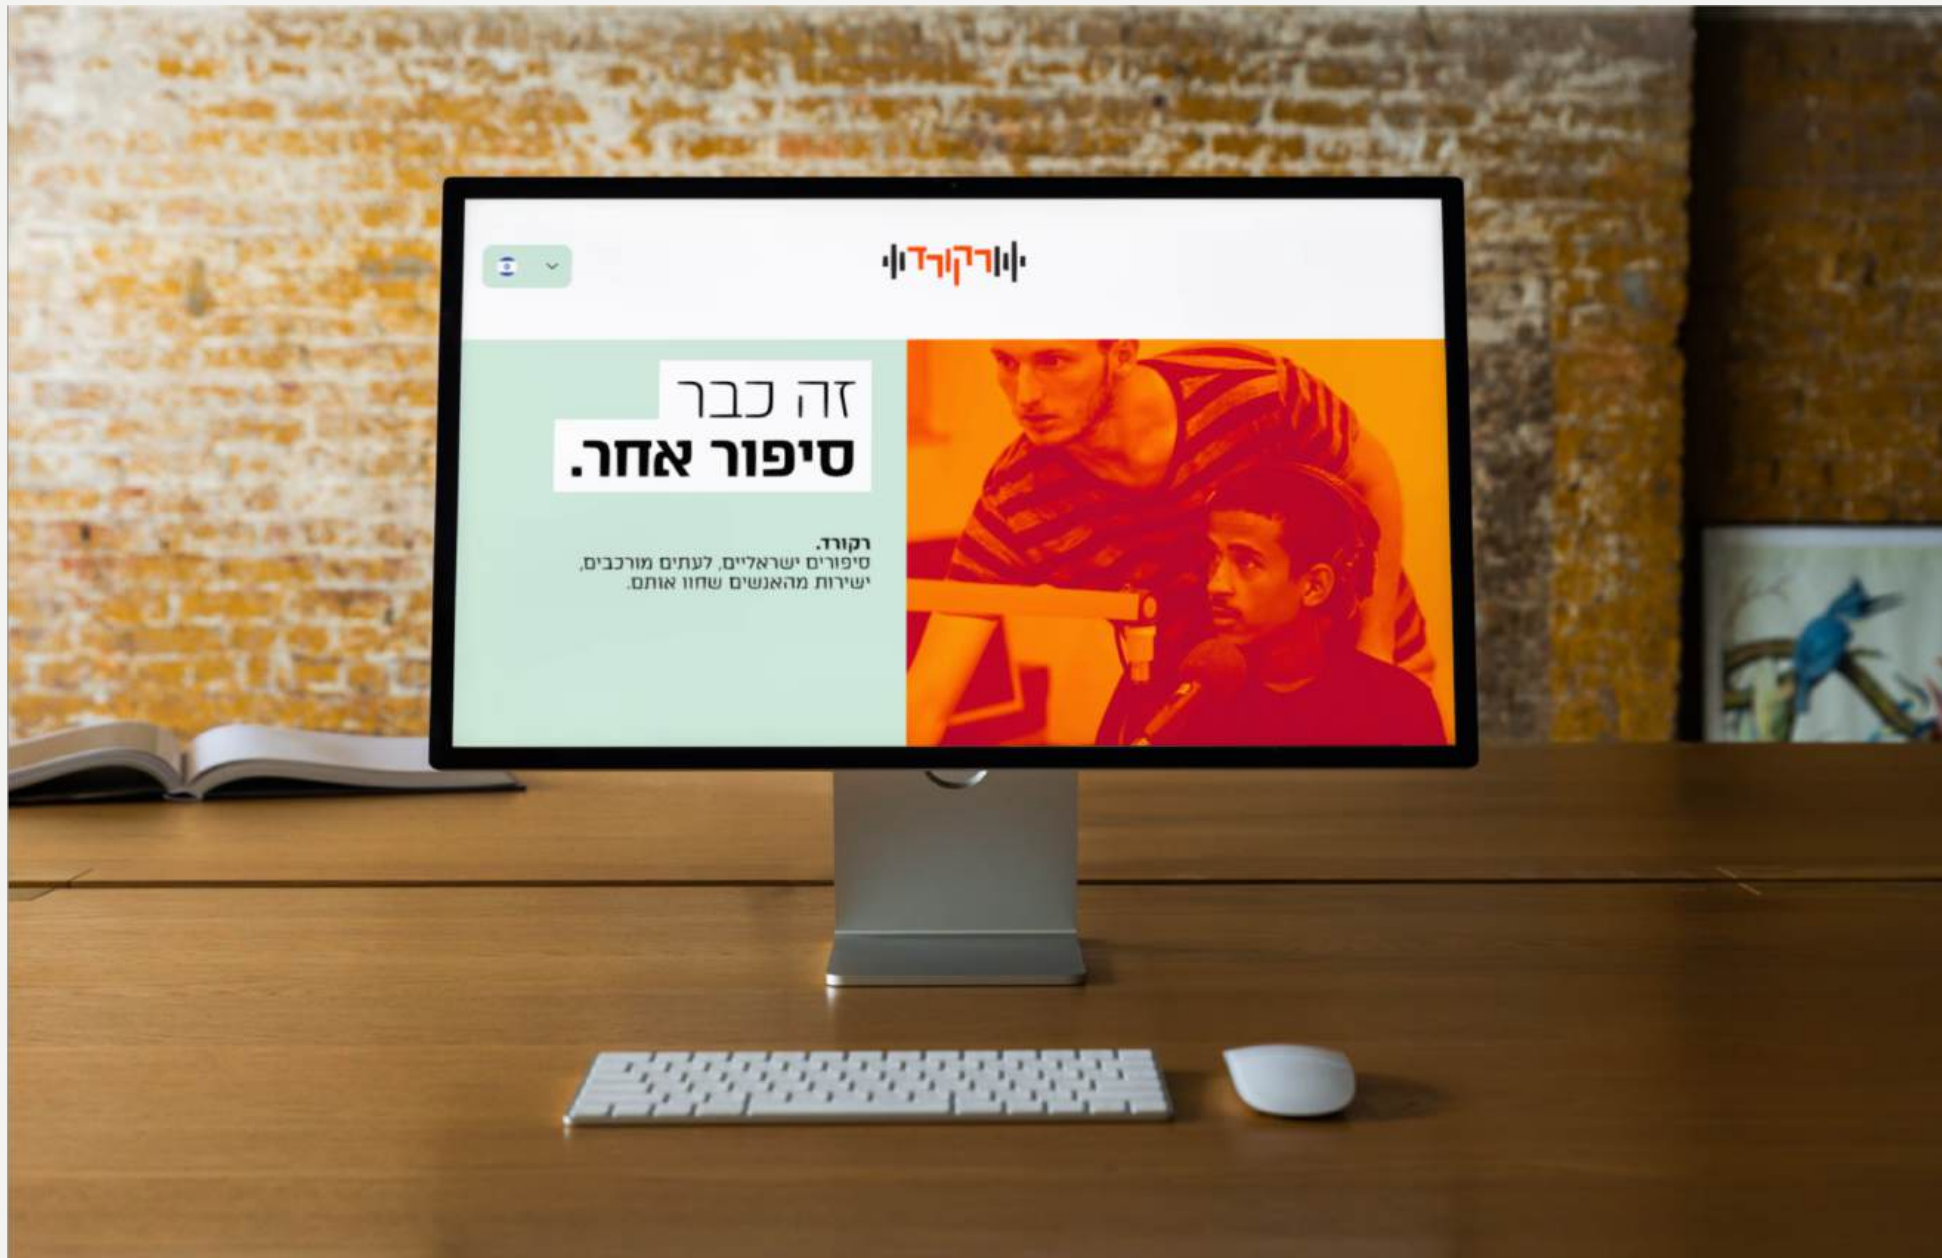 רקורד
זה כבר
סיפור אחר.
רקורד.
סיפורים ישראליים, לעתים מורכבים,
ישירות מהאנשים שחוו אותם.